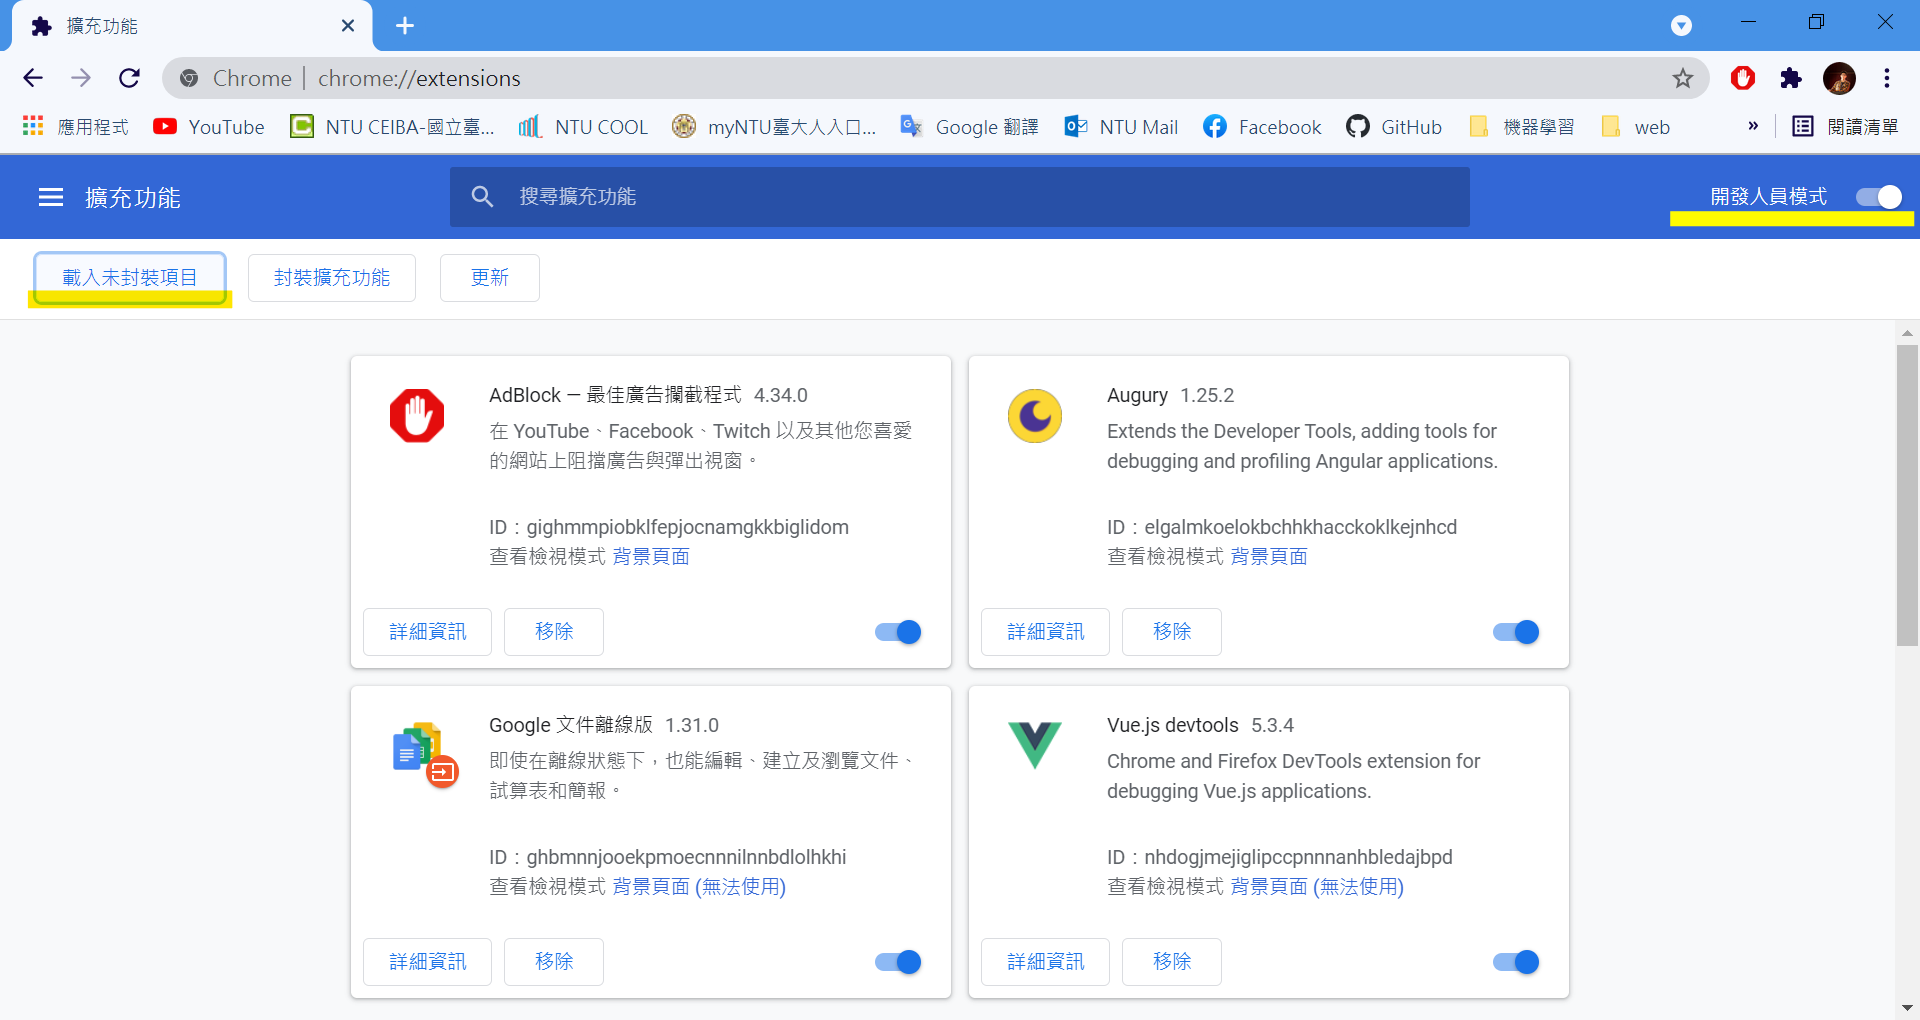 擴充功能
Chrome | chrome://extensions
應用程式 YouTube NTU CEIBA-國立臺... NTU COOL myNTU臺大人入口... Google 翻譯 NTU Mail Facebook GitHub 機器學習 web » 閱讀清單
擴充功能 搜尋擴充功能 開發人員模式
載入未封裝項目 封裝擴充功能 更新
AdBlock — 最佳廣告攔截程式 4.34.0
在 YouTube、Facebook、Twitch 以及其他您喜愛
的網站上阻擋廣告與彈出視窗。
ID：gighmmpiobklfepjocnamgkkbiglidom
查看檢視模式 背景頁面
詳細資訊 移除
Augury 1.25.2
Extends the Developer Tools, adding tools for
debugging and profiling Angular applications.
ID：elgalmkoelokbchhkhacckoklkejnhcd
查看檢視模式 背景頁面
詳細資訊 移除
Google 文件離線版 1.31.0
即使在離線狀態下，也能編輯、建立及瀏覽文件、
試算表和簡報。
ID：ghbmnnjooekpmoecnnnilnnbdlolhkhi
查看檢視模式 背景頁面 (無法使用)
詳細資訊 移除
Vue.js devtools 5.3.4
Chrome and Firefox DevTools extension for
debugging Vue.js applications.
ID：nhdogjmejiglipccpnnnanhbledajbpd
查看檢視模式 背景頁面 (無法使用)
詳細資訊 移除